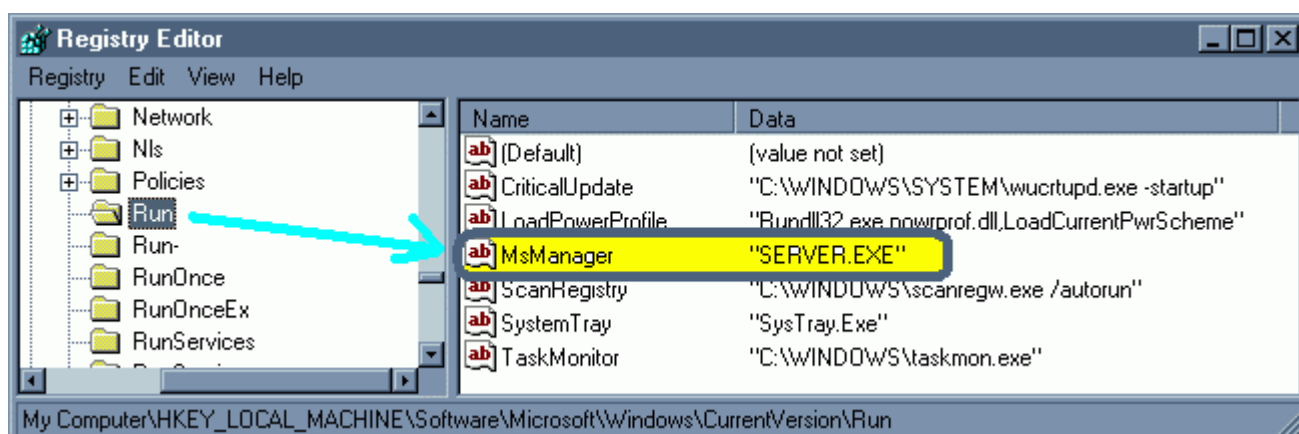 Registry Editor
Registry Edit View Help
Network
Nls
Policies
Run
Run-
RunOnce
RunOnceEx
RunServices
Name Data
(Default) (value not set)
CriticalUpdate "C:\WINDOWS\SYSTEM\wucrtupd.exe -startup"
LoadPowerProfile "Rundll32.exe powrprof.dll,LoadCurrentPwrScheme"
MsManager "SERVER.EXE"
ScanRegistry "C:\WINDOWS\scanregw.exe /autorun"
SystemTray "SysTray.Exe"
TaskMonitor "C:\WINDOWS\taskmon.exe"
My Computer\HKEY_LOCAL_MACHINE\Software\Microsoft\Windows\CurrentVersion\Run